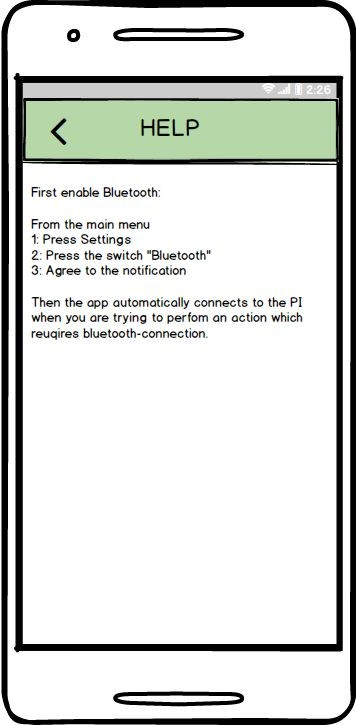 2:26
HELP
First enable Bluetooth:
From the main menu
1: Press Settings
2: Press the switch "Bluetooth"
3: Agree to the notification
Then the app automatically connects to the PI
when you are trying to perfom an action which
reuqires bluetooth-connection.